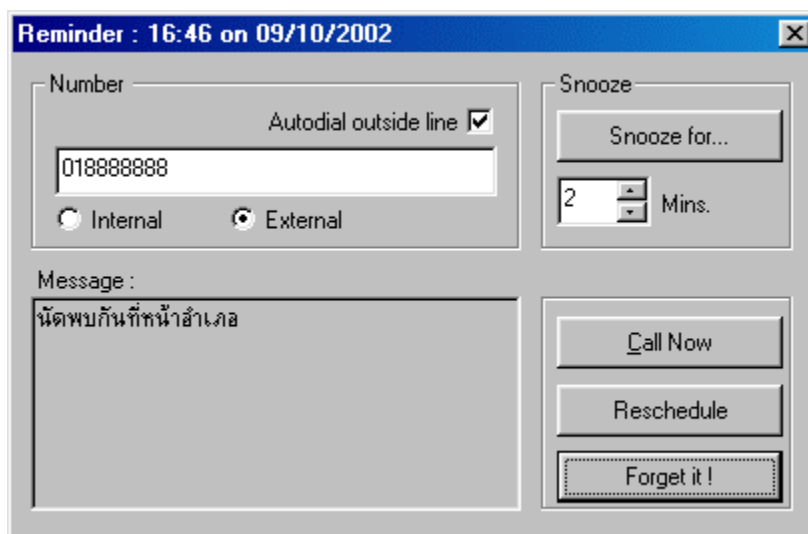 Reminder : 16:46 on 09/10/2002
Number
Autodial outside line
018888888
Internal
External
Snooze
Snooze for...
2
Mins.
Message :
นัดพบกันที่หน้าอำเภอ
Call Now
Reschedule
Forget it !